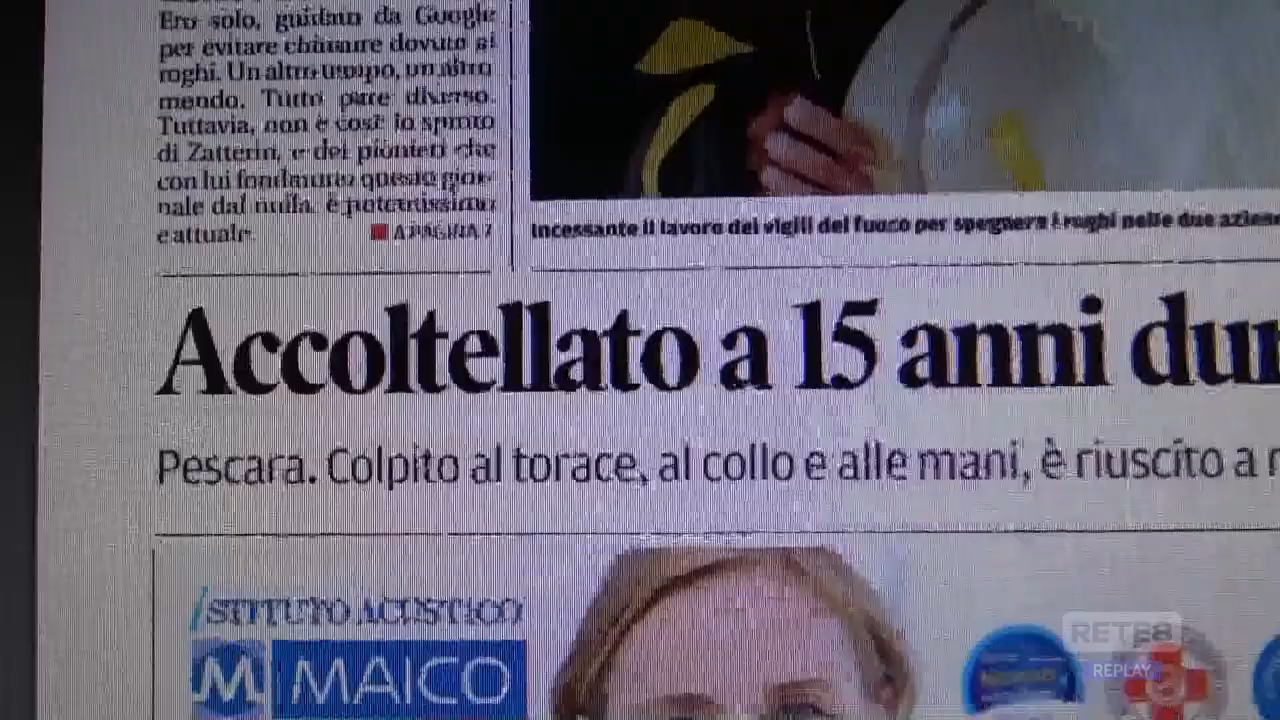 Ero solo, guidato da Google
per evitare chiusure dovute ai
roghi. Un altro tempo, un altro
mondo. Tutto pare diverso.
Tuttavia, non è così: lo spirito
di Zatterin, e dei pionieri che
con lui fondarono questo gior-
nale dal nulla, è potentissimo
e attuale.
A PAGINA 7
Incessante il lavoro dei vigili del fuoco per spegnere i roghi nelle due aziend
Accoltellato a 15 anni dur
Pescara. Colpito al torace, al collo e alle mani, è riuscito a r
iSTITUTO ACUSTICO
M MAICO
RETE8
REPLAY